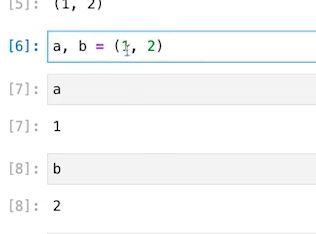 [5]: (1, 2)
[6]: a, b = (1, 2)
[7]: a
[7]: 1
[8]: b
[8]: 2